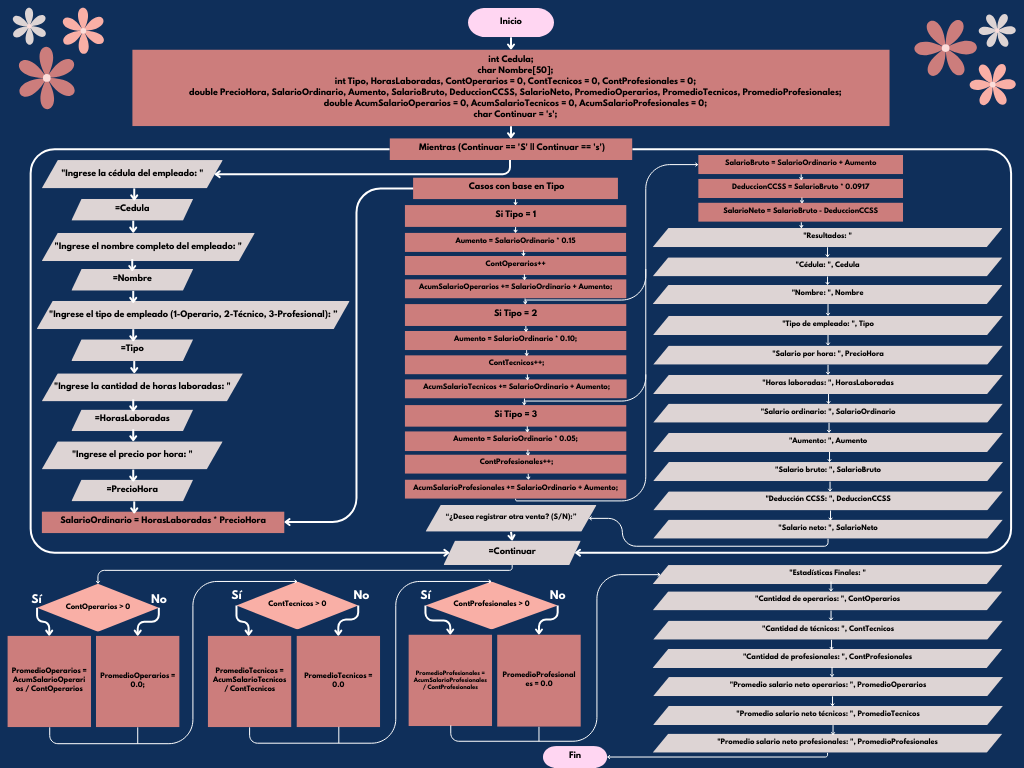 Inicio
int Cedula;
char Nombre[50];
int Tipo, HorasLaboradas, ContOperarios = 0, ContTecnicos = 0, ContProfesionales = 0;
double PrecioHora, SalarioOrdinario, Aumento, SalarioBruto, DeduccionCCSS, SalarioNeto, PromedioOperarios, PromedioTecnicos, PromedioProfesionales;
double AcumSalarioOperarios = 0, AcumSalarioTecnicos = 0, AcumSalarioProfesionales = 0;
char Continuar = 's';
Mientras (Continuar == 'S' || Continuar == 's')
"Ingrese la cédula del empleado: "
=Cedula
"Ingrese el nombre completo del empleado: "
=Nombre
"Ingrese el tipo de empleado (1-Operario, 2-Técnico, 3-Profesional): "
=Tipo
"Ingrese la cantidad de horas laboradas: "
=HorasLaboradas
"Ingrese el precio por hora: "
=PrecioHora
SalarioOrdinario = HorasLaboradas * PrecioHora
Casos con base en Tipo
Si Tipo = 1
Aumento = SalarioOrdinario * 0.15
ContOperarios++
AcumSalarioOperarios += SalarioOrdinario + Aumento;
Si Tipo = 2
Aumento = SalarioOrdinario * 0.10;
ContTecnicos++;
AcumSalarioTecnicos += SalarioOrdinario + Aumento;
Si Tipo = 3
Aumento = SalarioOrdinario * 0.05;
ContProfesionales++;
AcumSalarioProfesionales += SalarioOrdinario + Aumento;
SalarioBruto = SalarioOrdinario + Aumento
DeduccionCCSS = SalarioBruto * 0.0917
SalarioNeto = SalarioBruto - DeduccionCCSS
"Resultados: "
"Cédula: ", Cedula
"Nombre: ", Nombre
"Tipo de empleado: ", Tipo
"Salario por hora: ", PrecioHora
"Horas laboradas: ", HorasLaboradas
"Salario ordinario: ", SalarioOrdinario
"Aumento: ", Aumento
"Salario bruto: ", SalarioBruto
"Deducción CCSS: ", DeduccionCCSS
"Salario neto: ", SalarioNeto
"¿Desea registrar otra venta? (S/N):"
=Continuar
Sí
ContOperarios > 0
No
PromedioOperarios =
AcumSalarioOperari
os / ContOperarios
PromedioOperarios =
0.0;
Sí
ContTecnicos > 0
No
PromedioTecnicos =
AcumSalarioTecnicos
/ ContTecnicos
PromedioTecnicos =
0.0
Sí
ContProfesionales > 0
No
PromedioProfesionales =
AcumSalarioProfesionales
/ ContProfesionales
PromedioProfesional
es = 0.0
"Estadísticas Finales: "
"Cantidad de operarios: ", ContOperarios
"Cantidad de técnicos: ", ContTecnicos
"Cantidad de profesionales: ", ContProfesionales
"Promedio salario neto operarios: ", PromedioOperarios
"Promedio salario neto técnicos: ", PromedioTecnicos
"Promedio salario neto profesionales: ", PromedioProfesionales
Fin